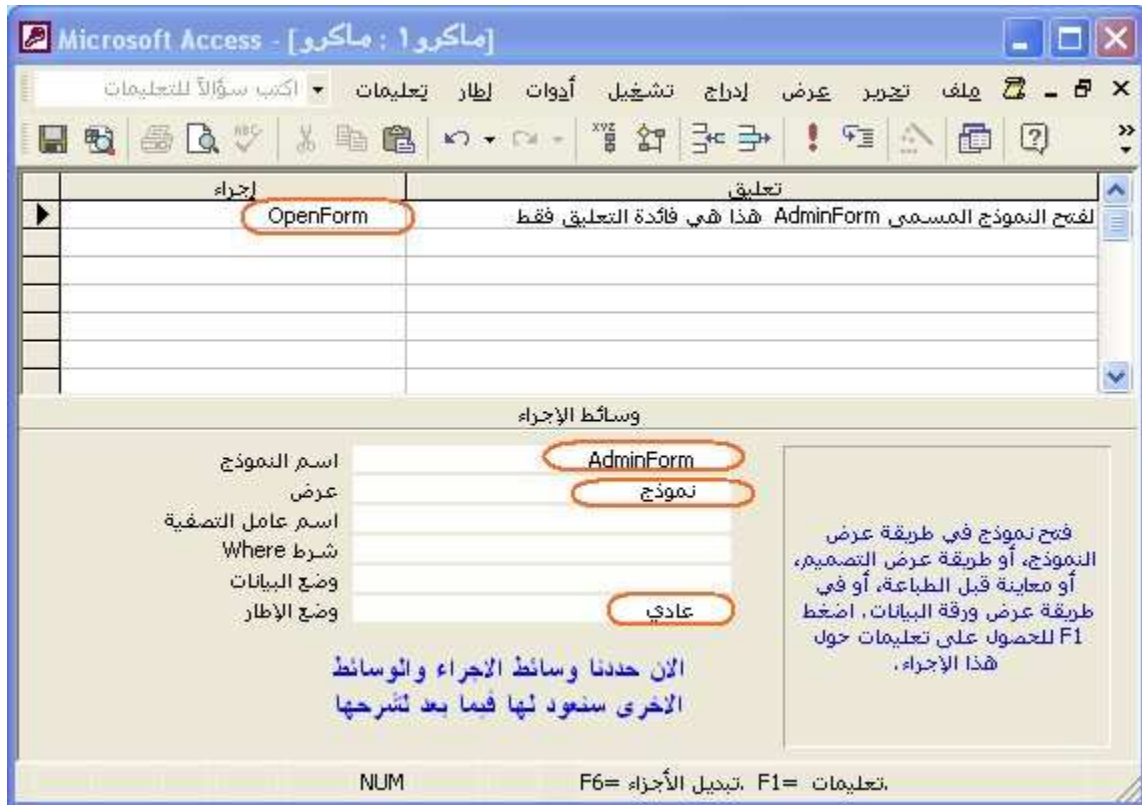 Microsoft Access - [ماكرو١ : ماكرو]
ملف تحرير عرض إدراج تشغيل أدوات إطار تعليمات اكتب سؤالاً للتعليمات
إجراء تعليق
OpenForm لفتح النموذج المسمى AdminForm هذا هي فائدة التعليق فقط
وسائط الإجراء
اسم النموذج AdminForm
عرض نموذج
اسم عامل التصفية
شرط Where
وضع البيانات
وضع الإطار عادي
فتح نموذج في طريقة عرض
النموذج، أو طريقة عرض التصميم،
أو معاينة قبل الطباعة، أو في
طريقة عرض ورقة البيانات. اضغط
F1 للحصول على تعليمات حول
هذا الإجراء.
الان حددنا وسائط الاجراء والوسائط
الاخرى سنعود لها فيما بعد لشرحها
تعليمات =F1 .تبديل الأجزاء =F6. NUM